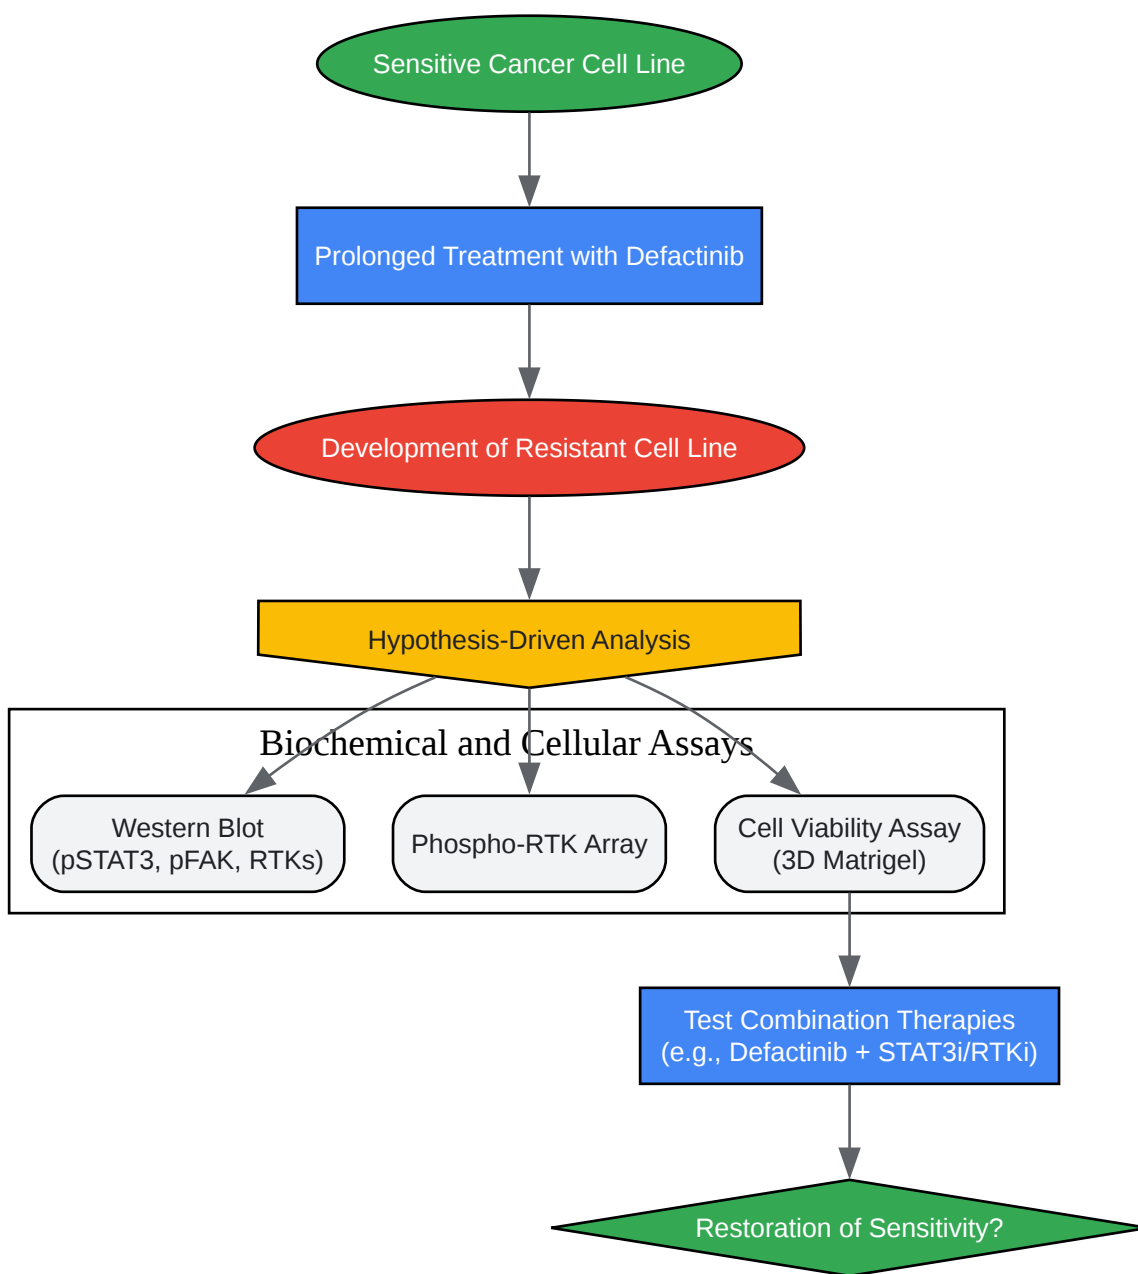 Sensitive Cancer Cell Line
Prolonged Treatment with Defactinib
Development of Resistant Cell Line
Hypothesis-Driven Analysis
Biochemical and Cellular Assays
Western Blot
(pSTAT3, pFAK, RTKs)
Phospho-RTK Array
Cell Viability Assay
(3D Matrigel)
Test Combination Therapies
(e.g., Defactinib + STAT3i/RTKi)
Restoration of Sensitivity?